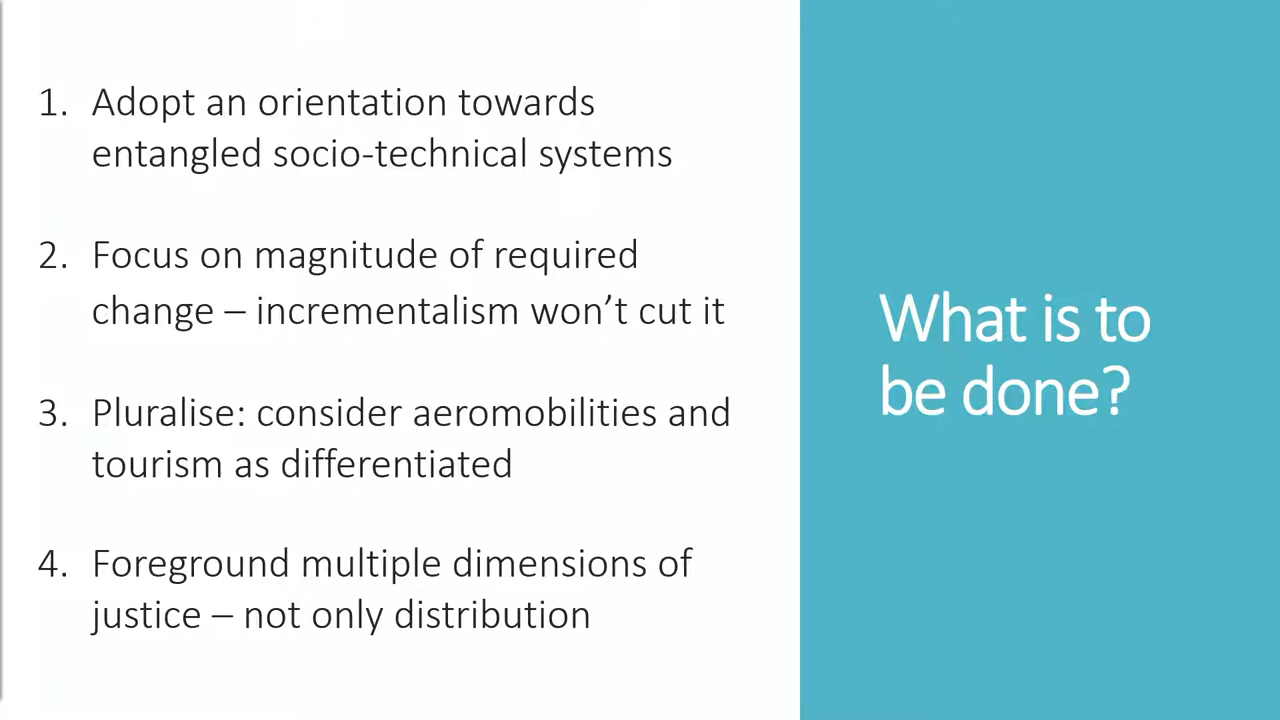 1. Adopt an orientation towards
entangled socio-technical systems
2. Focus on magnitude of required
change – incrementalism won’t cut it
3. Pluralise: consider aeromobilities and
tourism as differentiated
4. Foreground multiple dimensions of
justice – not only distribution
What is to
be done?